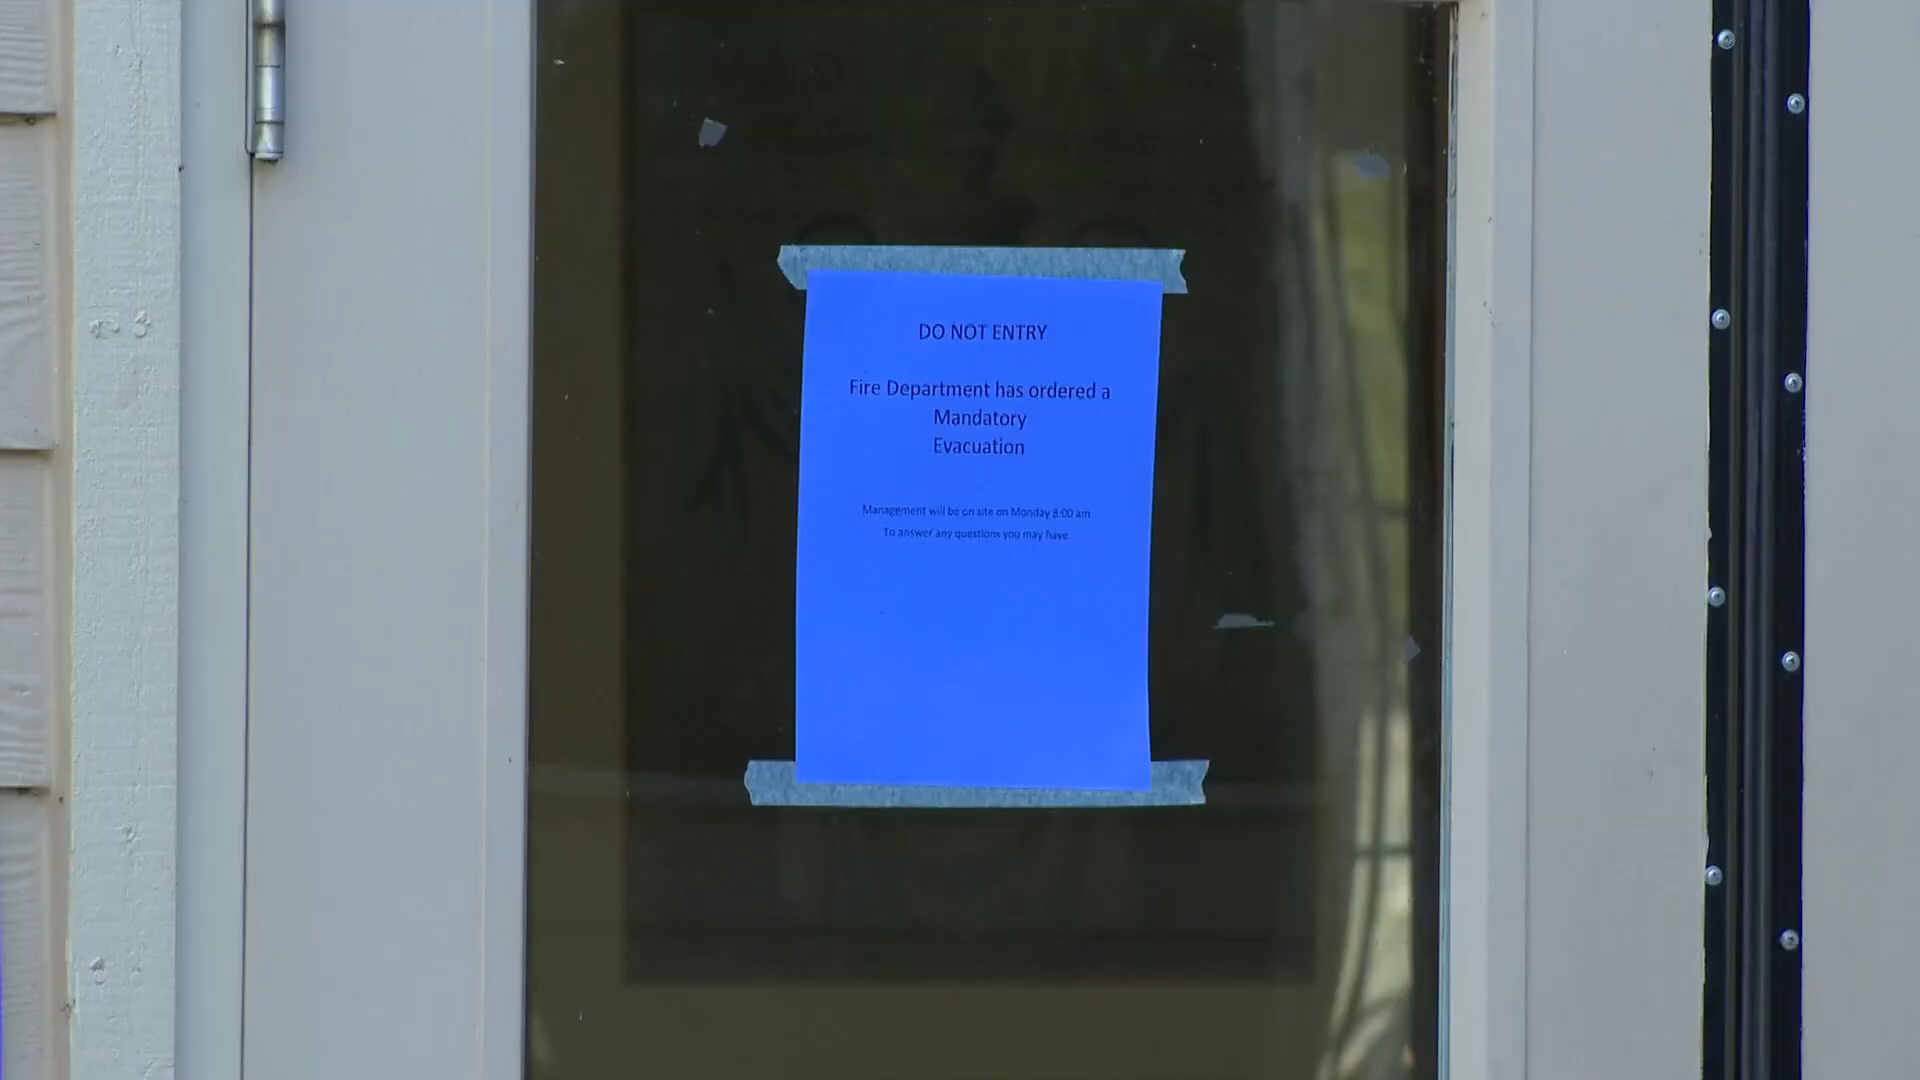 DO NOT ENTRY
Fire Department has ordered a
Mandatory
Evacuation
Management will be on site on Monday 8:00 am
To answer any questions you may have